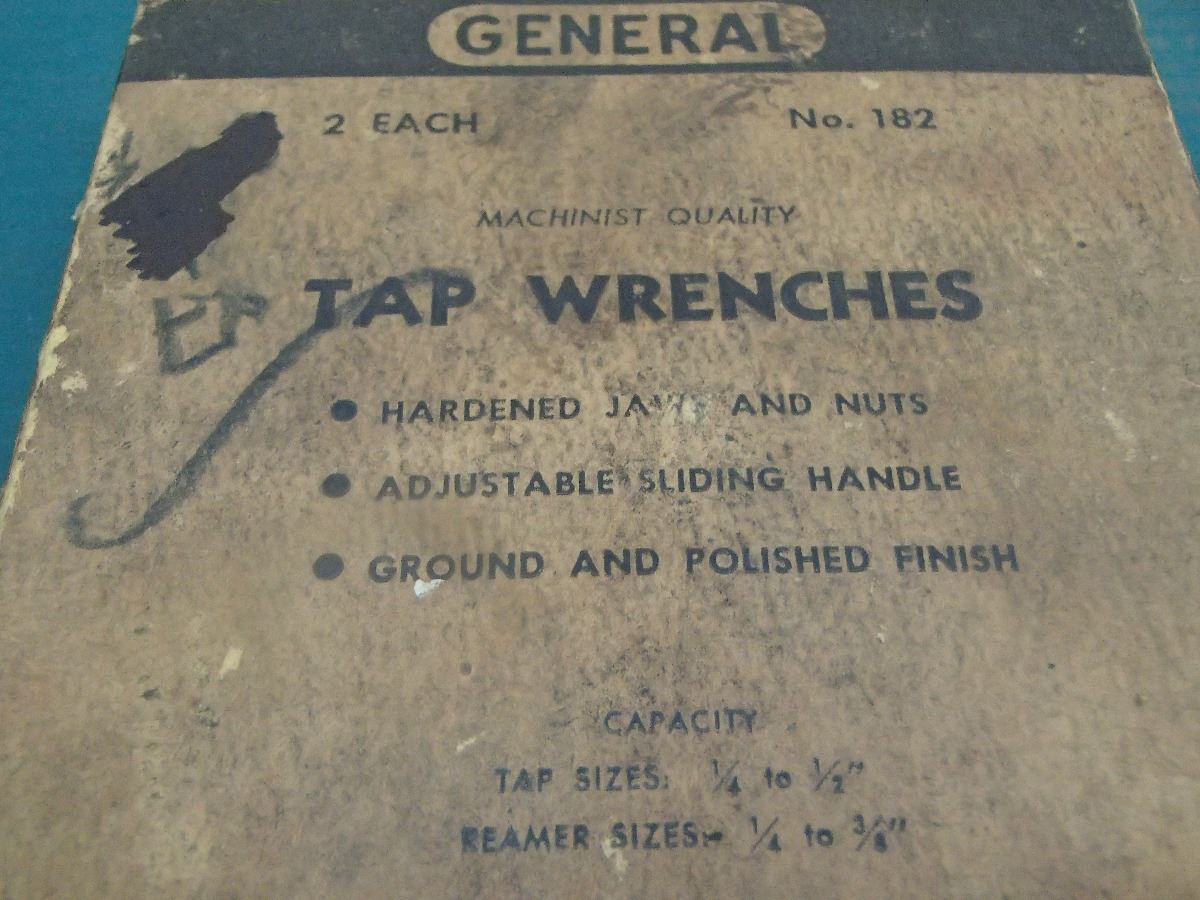 GENERAL
2 EACH No. 182
MACHINIST QUALITY
TAP WRENCHES
● HARDENED JAWS AND NUTS
● ADJUSTABLE SLIDING HANDLE
● GROUND AND POLISHED FINISH
CAPACITY
TAP SIZES: 1/4 to 1/2"
REAMER SIZES:- 1/4 to 3/8"